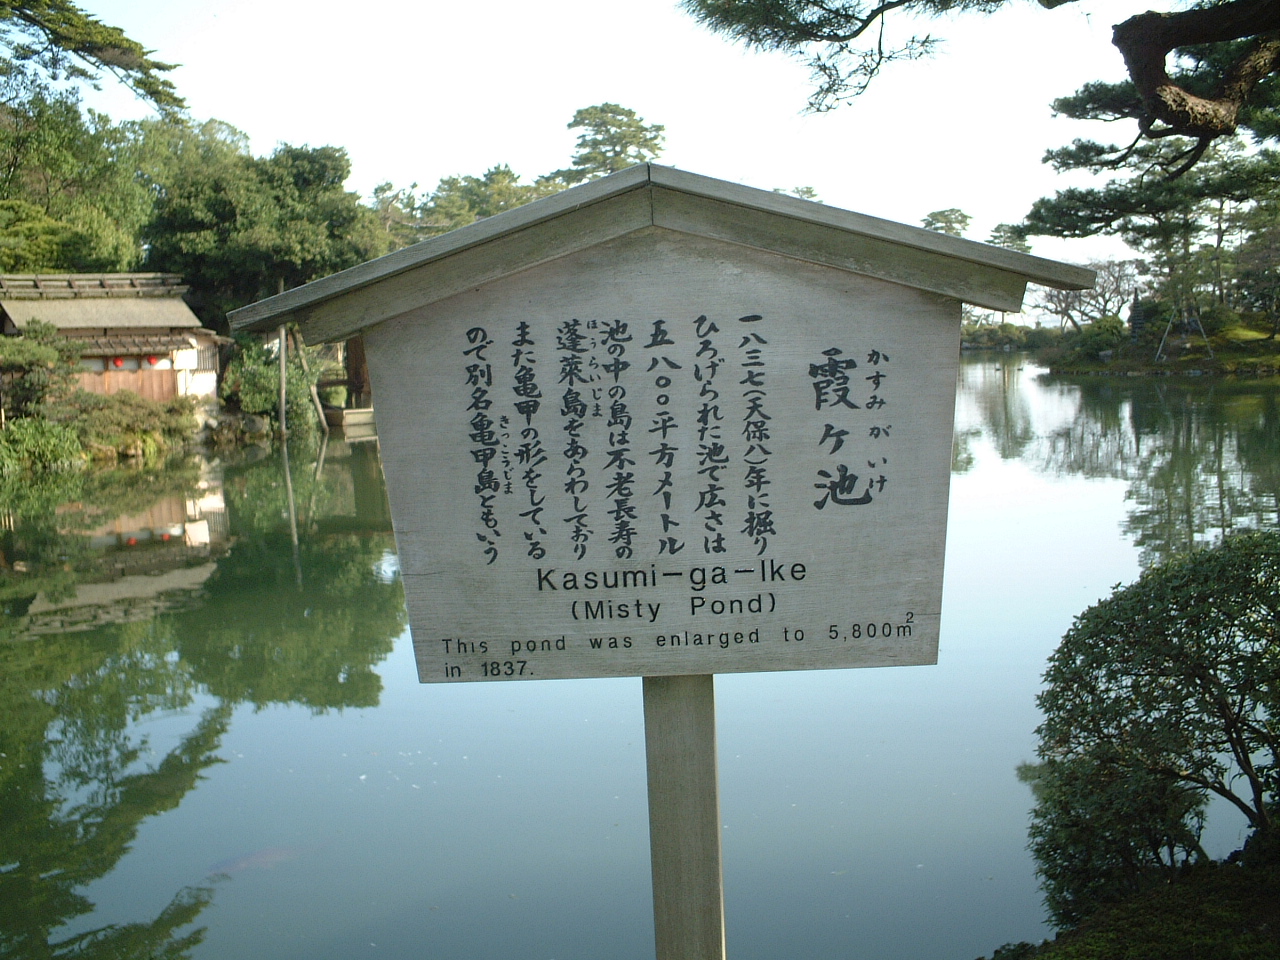 霞ヶ池
かすみがいけ
一八三七(天保八)年に掘り
ひろげられた池で広さは
五八〇〇平方メートル
池の中の島は不老長寿の
蓬萊島をあらわしており
ほうらいじま
また亀甲の形をしている
ので別名亀甲島ともいう
きっこうじま
Kasumi-ga-Ike
(Misty Pond)
This pond was enlarged to 5,800m²
in 1837.